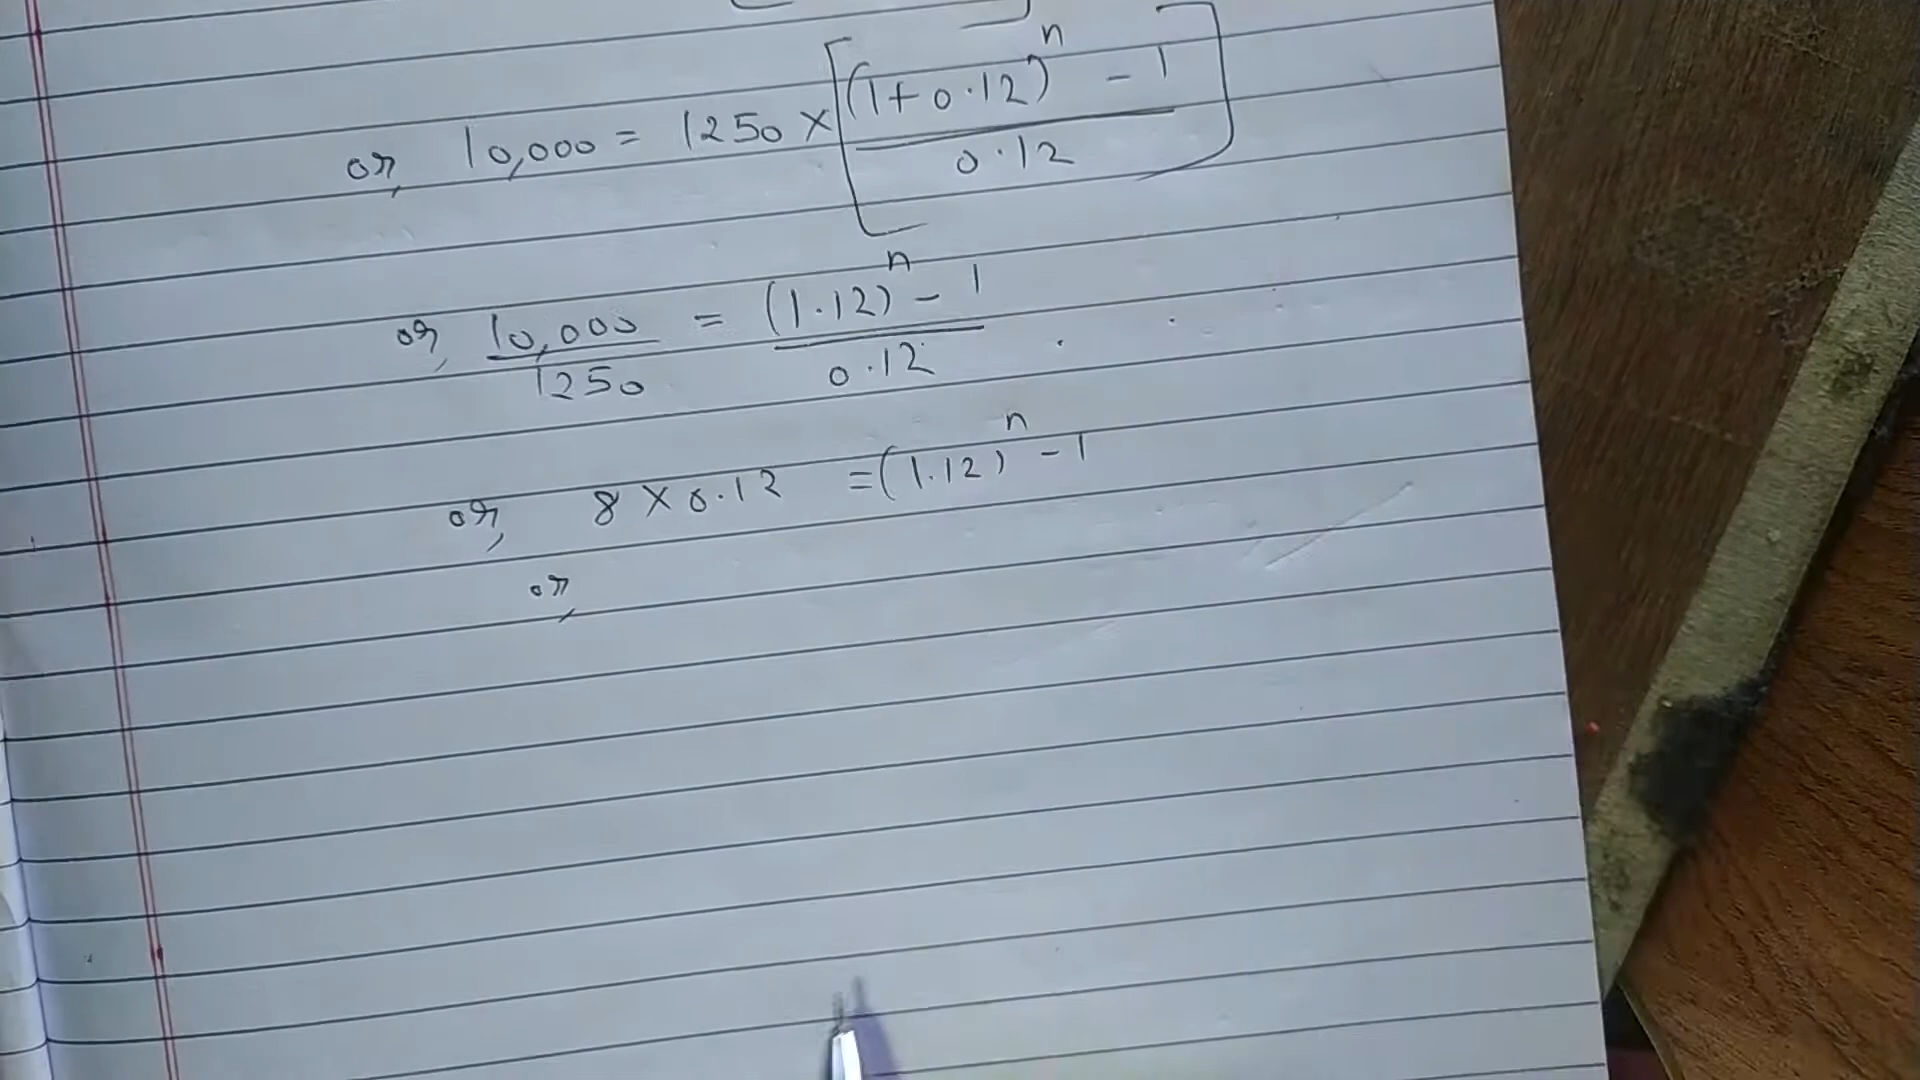 or, 10,000 = 1250 × [((1+0.12)^n - 1) / 0.12]
or, 10,000 / 1250 = ((1.12)^n - 1) / 0.12
or, 8 × 0.12 = (1.12)^n - 1
or,